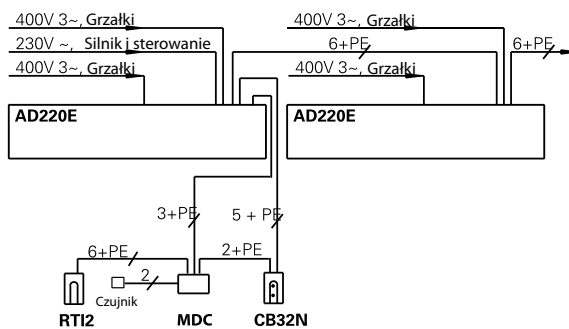 400V 3~, Grzałki
400V 3~, Grzałki
230V ~, Silnik i sterowanie
6+PE
6+PE
400V 3~, Grzałki
400V 3~, Grzałki
AD220E
AD220E
3+PE
5 + PE
6+PE
2+PE
2
Czujnik
RTI2
MDC
CB32N